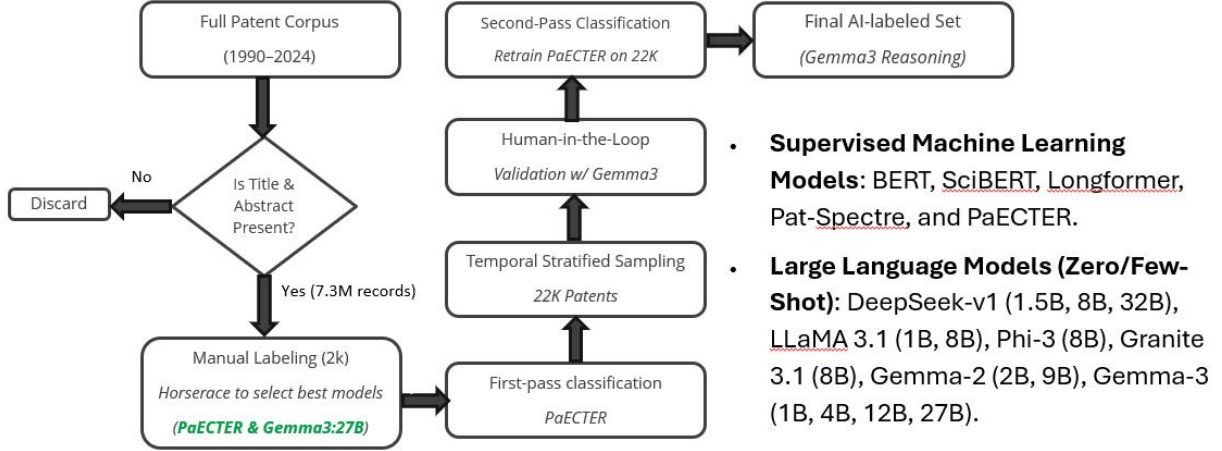 Full Patent Corpus
(1990–2024)
Is Title &
Abstract
Present?
No
Discard
Yes (7.3M records)
Manual Labeling (2k)
Horserace to select best models
(PaECTER & Gemma3:27B)
First-pass classification
PaECTER
Temporal Stratified Sampling
22K Patents
Human-in-the-Loop
Validation w/ Gemma3
Second-Pass Classification
Retrain PaECTER on 22K
Final AI-labeled Set
(Gemma3 Reasoning)
• Supervised Machine Learning
Models: BERT, SciBERT, Longformer,
Pat-Spectre, and PaECTER.
• Large Language Models (Zero/Few-
Shot): DeepSeek-v1 (1.5B, 8B, 32B),
LLaMA 3.1 (1B, 8B), Phi-3 (8B), Granite
3.1 (8B), Gemma-2 (2B, 9B), Gemma-3
(1B, 4B, 12B, 27B).